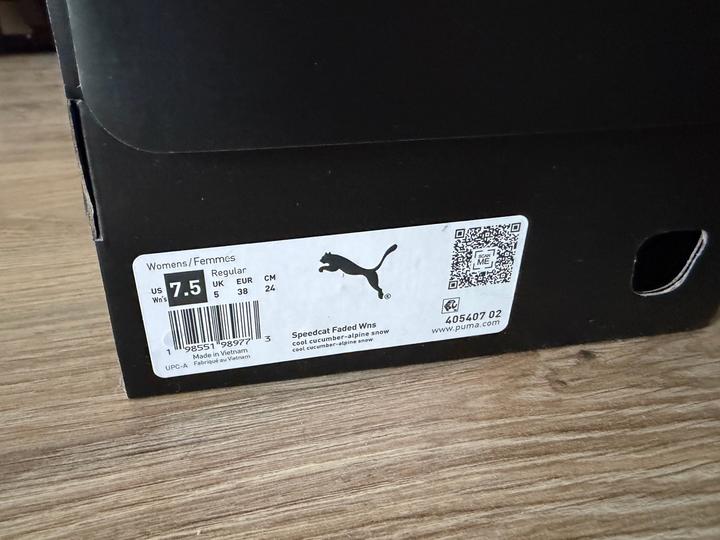 Womens/Femmes
Regular
US UK EUR CM
Wn's 7.5 5 38 24
1 98551 98977 3
UPC-A
Made in Vietnam
Fabriqué au Vietnam
®
Speedcat Faded Wns
cool cucumber-alpine snow
cool cucumber-alpine snow
SCAN
ME
405407 02
www.puma.com